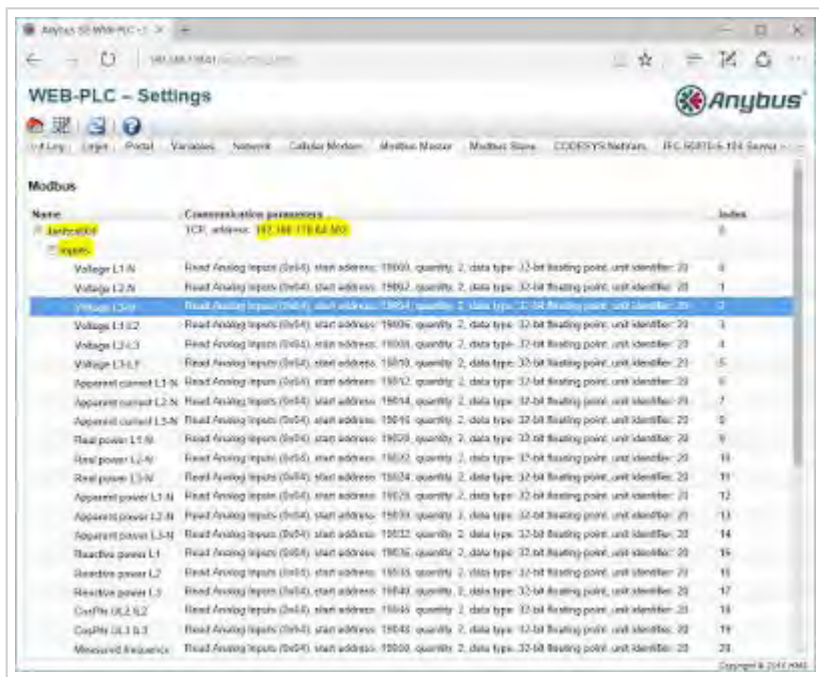 WEB-PLC – Settings
Anybus
Login Portal Variables Network Cellular Modem Modbus Master Modbus Slave CODESYS Netvars IEC 60870-5-104 Server
Modbus
Name Communication parameters Index
TCP, address: 0
Inputs
Voltage L1-N Read Analog Inputs (0x04), start address: 19000, quantity: 2, data type: 32-bit floating point, unit identifier: 20 0
Voltage L2-N Read Analog Inputs (0x04), start address: 19002, quantity: 2, data type: 32-bit floating point, unit identifier: 20 1
Voltage L3-N Read Analog Inputs (0x04), start address: 19004, quantity: 2, data type: 32-bit floating point, unit identifier: 20 2
Voltage L1-L2 Read Analog Inputs (0x04), start address: 19006, quantity: 2, data type: 32-bit floating point, unit identifier: 20 3
Voltage L2-L3 Read Analog Inputs (0x04), start address: 19008, quantity: 2, data type: 32-bit floating point, unit identifier: 20 4
Voltage L3-L1 Read Analog Inputs (0x04), start address: 19010, quantity: 2, data type: 32-bit floating point, unit identifier: 20 5
Apparent current L1-N Read Analog Inputs (0x04), start address: 19012, quantity: 2, data type: 32-bit floating point, unit identifier: 20 6
Apparent current L2-N Read Analog Inputs (0x04), start address: 19014, quantity: 2, data type: 32-bit floating point, unit identifier: 20 7
Apparent current L3-N Read Analog Inputs (0x04), start address: 19016, quantity: 2, data type: 32-bit floating point, unit identifier: 20 8
Real power L1-N Read Analog Inputs (0x04), start address: 19020, quantity: 2, data type: 32-bit floating point, unit identifier: 20 9
Real power L2-N Read Analog Inputs (0x04), start address: 19022, quantity: 2, data type: 32-bit floating point, unit identifier: 20 10
Real power L3-N Read Analog Inputs (0x04), start address: 19024, quantity: 2, data type: 32-bit floating point, unit identifier: 20 11
Apparent power L1-N Read Analog Inputs (0x04), start address: 19028, quantity: 2, data type: 32-bit floating point, unit identifier: 20 12
Apparent power L2-N Read Analog Inputs (0x04), start address: 19030, quantity: 2, data type: 32-bit floating point, unit identifier: 20 13
Apparent power L3-N Read Analog Inputs (0x04), start address: 19032, quantity: 2, data type: 32-bit floating point, unit identifier: 20 14
Reactive power L1 Read Analog Inputs (0x04), start address: 19036, quantity: 2, data type: 32-bit floating point, unit identifier: 20 15
Reactive power L2 Read Analog Inputs (0x04), start address: 19038, quantity: 2, data type: 32-bit floating point, unit identifier: 20 16
Reactive power L3 Read Analog Inputs (0x04), start address: 19040, quantity: 2, data type: 32-bit floating point, unit identifier: 20 17
CosPhi UL2 IL2 Read Analog Inputs (0x04), start address: 19046, quantity: 2, data type: 32-bit floating point, unit identifier: 20 18
CosPhi UL3 IL3 Read Analog Inputs (0x04), start address: 19048, quantity: 2, data type: 32-bit floating point, unit identifier: 20 19
Measured frequency Read Analog Inputs (0x04), start address: 19050, quantity: 2, data type: 32-bit floating point, unit identifier: 20 20